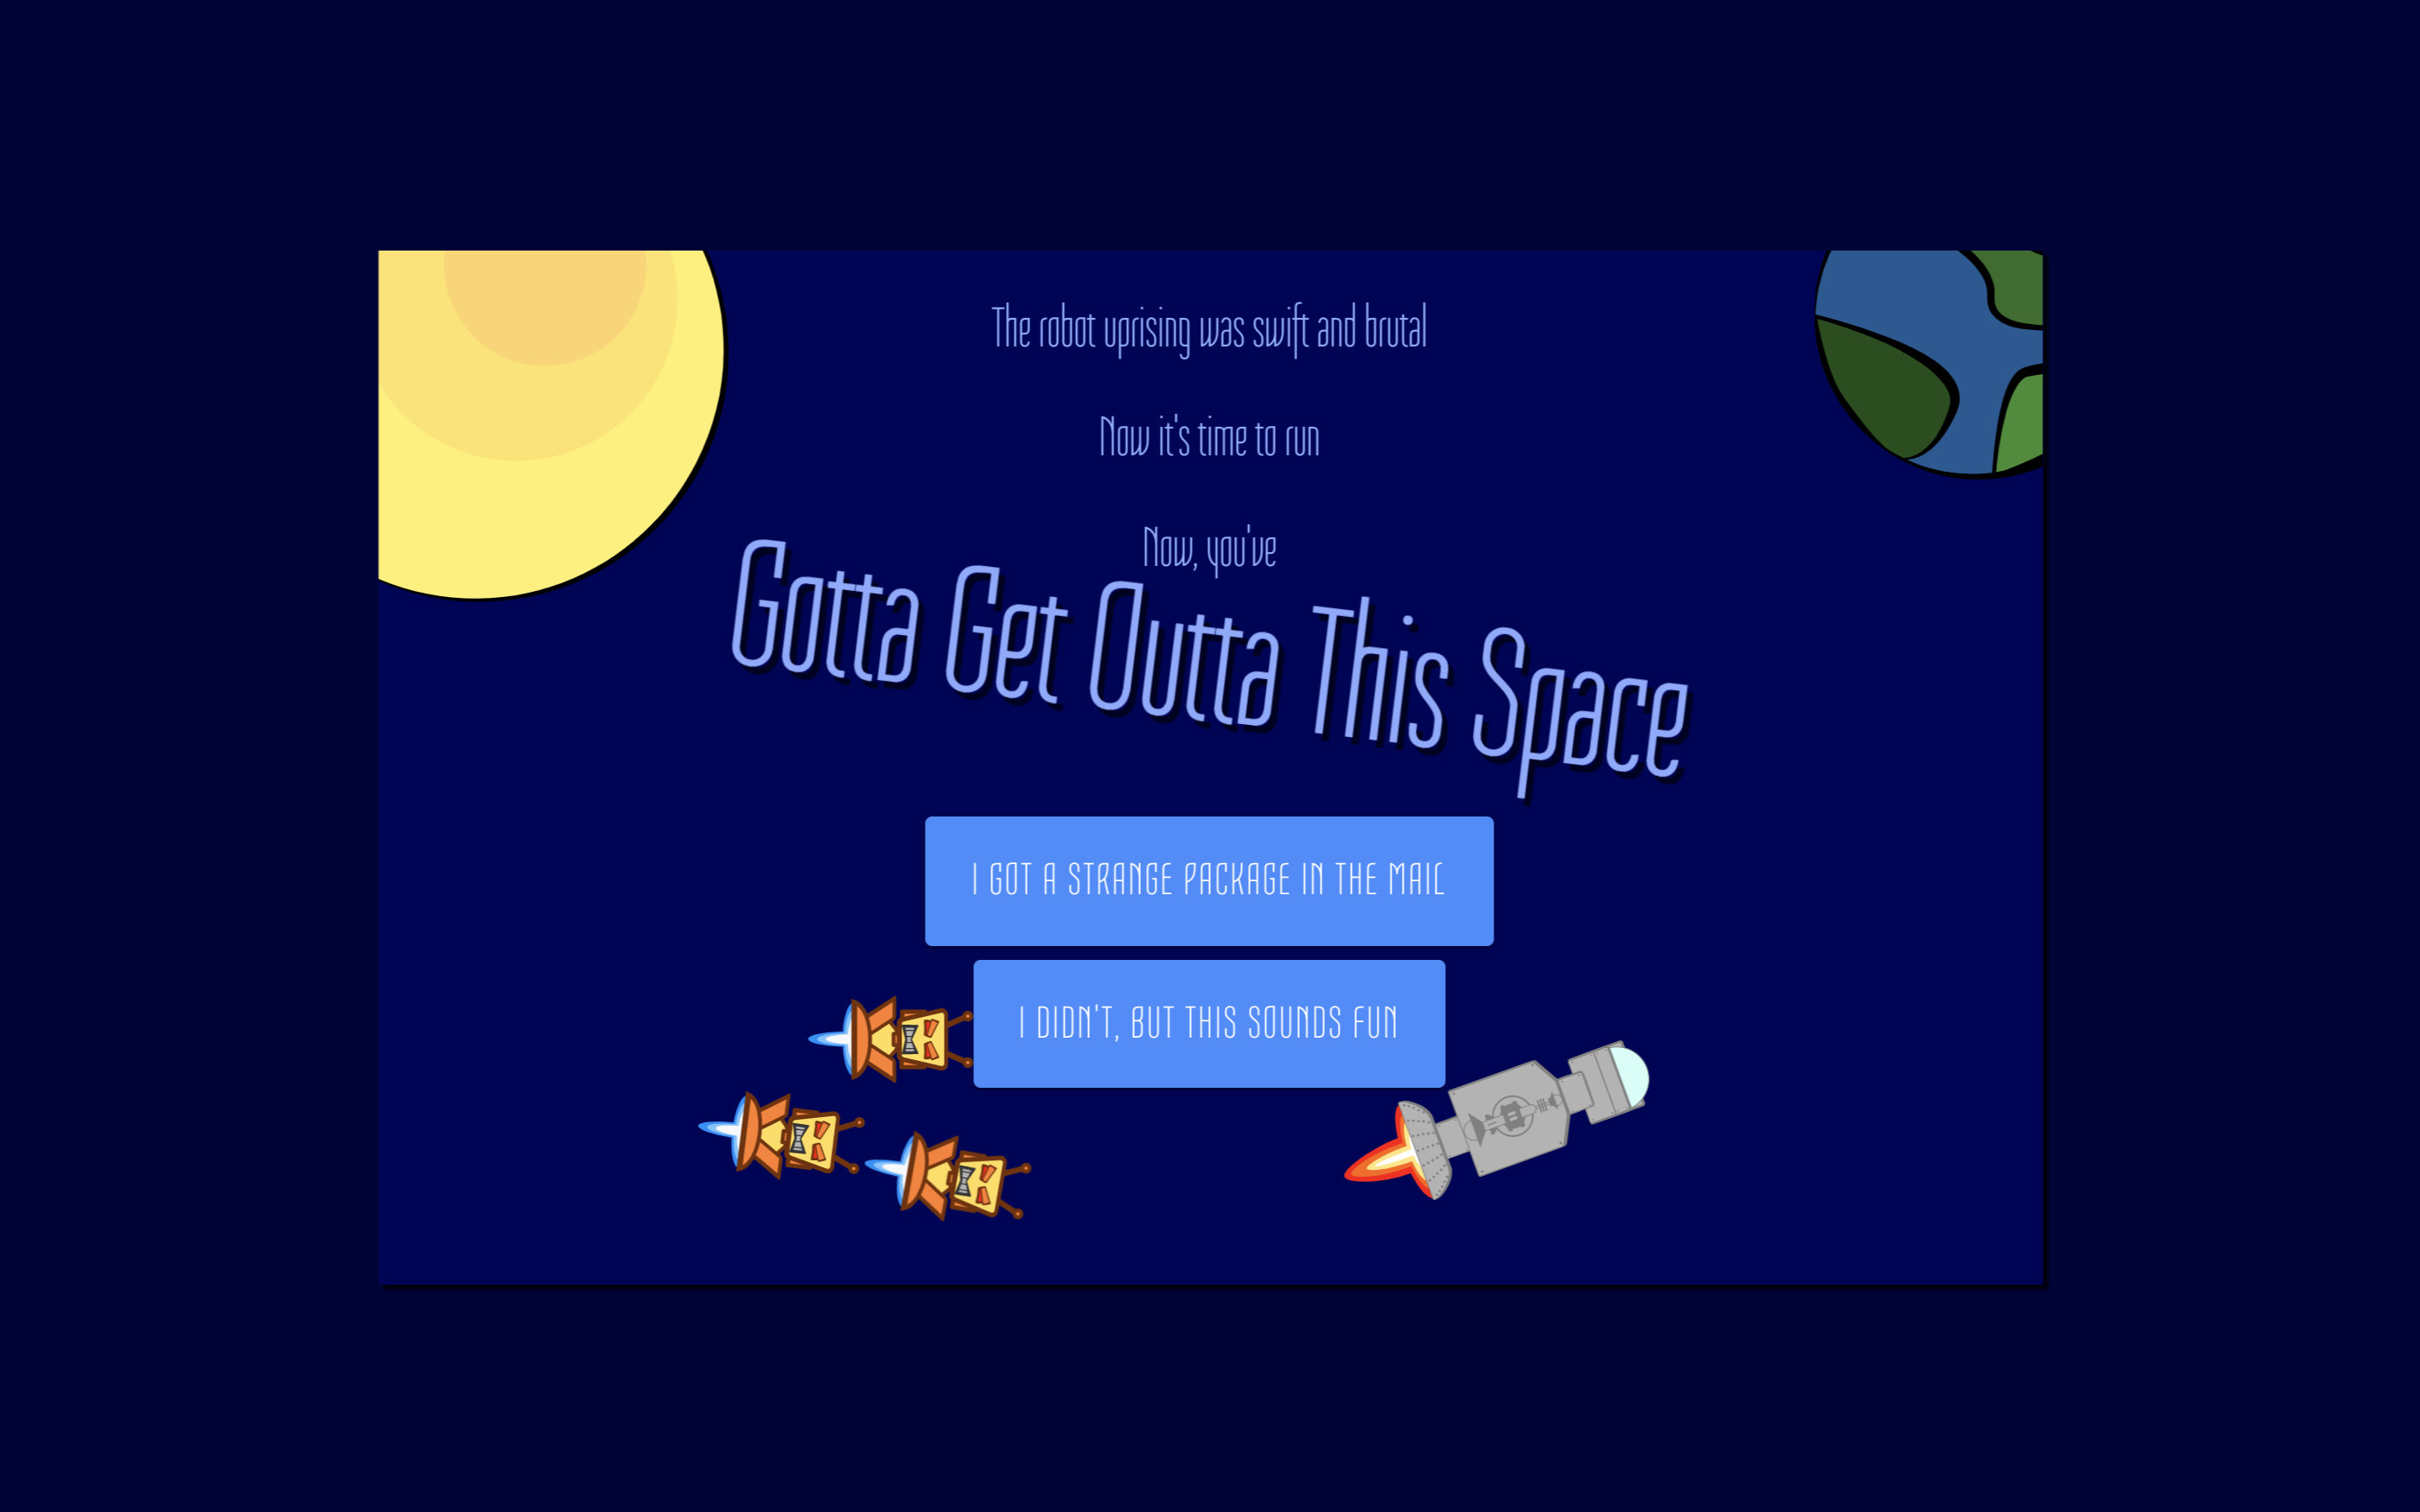 The robot uprising was swift and brutal
Now it's time to run
Now, you've
Gotta Get Outta This Space
I GOT A STRANGE PACKAGE IN THE MAIL
I DIDN'T, BUT THIS SOUNDS FUN